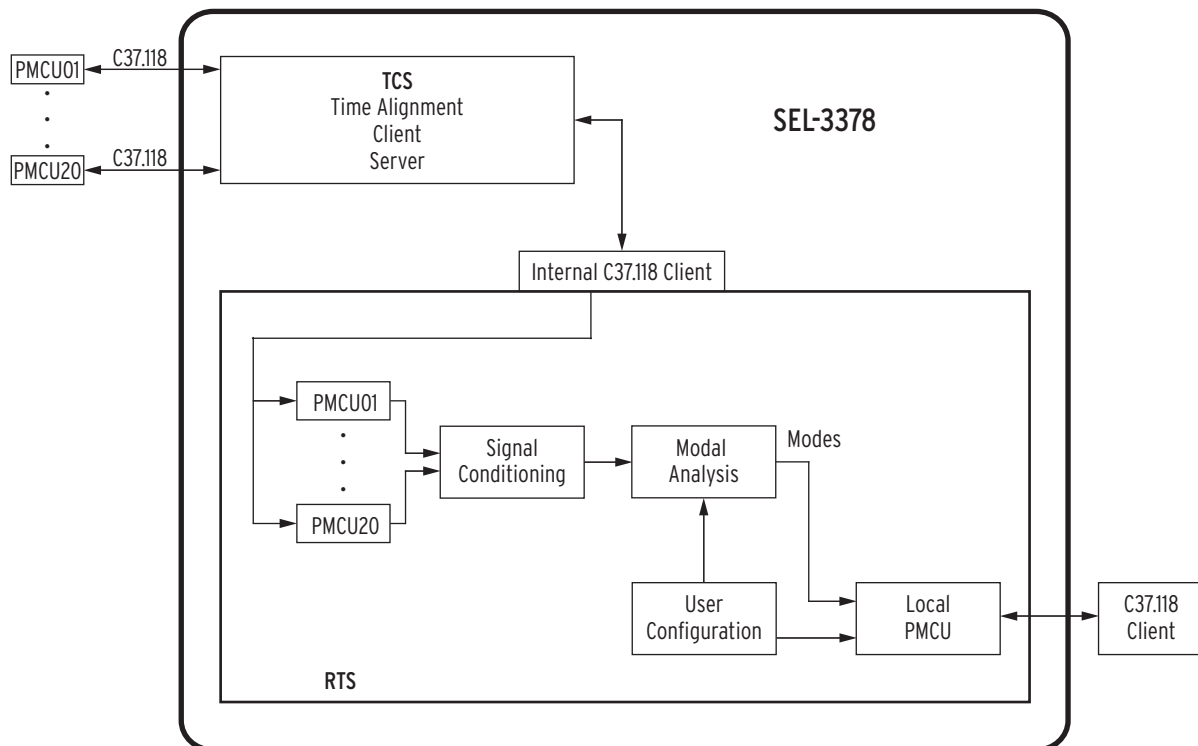 C37.118
PMCU01
C37.118
PMCU20
TCS
Time Alignment
Client
Server
SEL-3378
Internal C37.118 Client
PMCU01
PMCU20
Signal
Conditioning
Modal
Analysis
Modes
User
Configuration
Local
PMCU
C37.118
Client
RTS